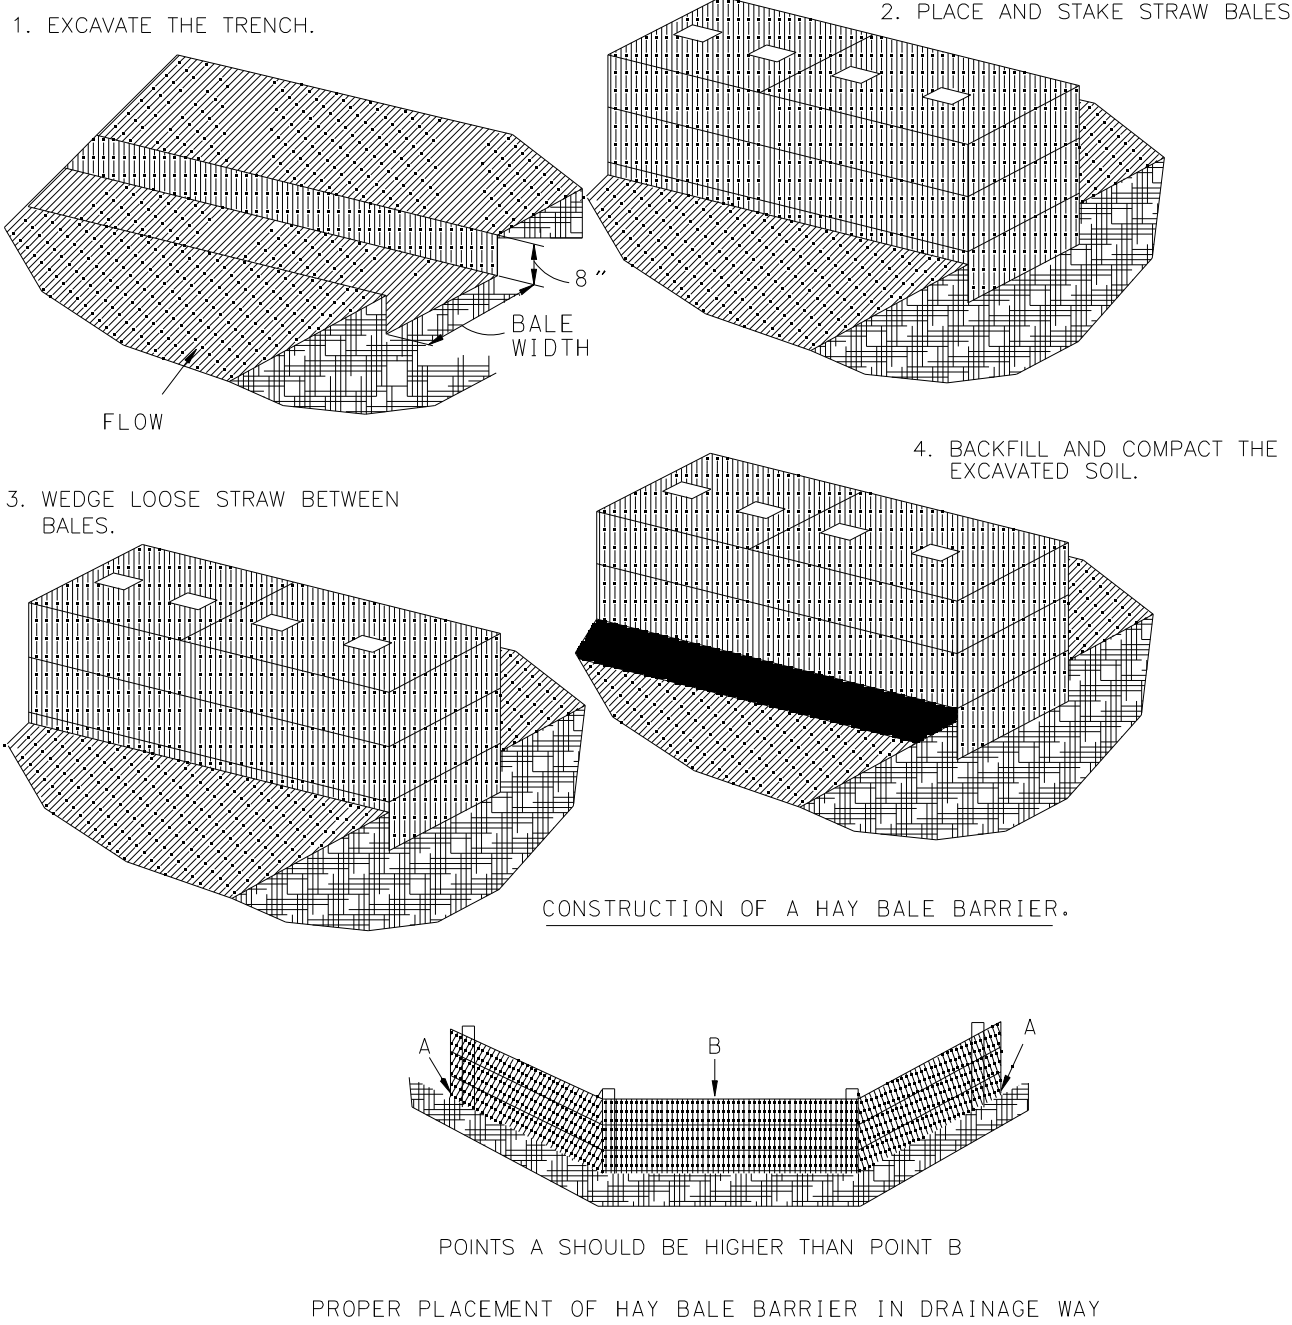 1. EXCAVATE THE TRENCH.
2. PLACE AND STAKE STRAW BALES
8"
BALE
WIDTH
FLOW
3. WEDGE LOOSE STRAW BETWEEN
BALES.
4. BACKFILL AND COMPACT THE
EXCAVATED SOIL.
CONSTRUCTION OF A HAY BALE BARRIER.
A
B
A
POINTS A SHOULD BE HIGHER THAN POINT B
PROPER PLACEMENT OF HAY BALE BARRIER IN DRAINAGE WAY